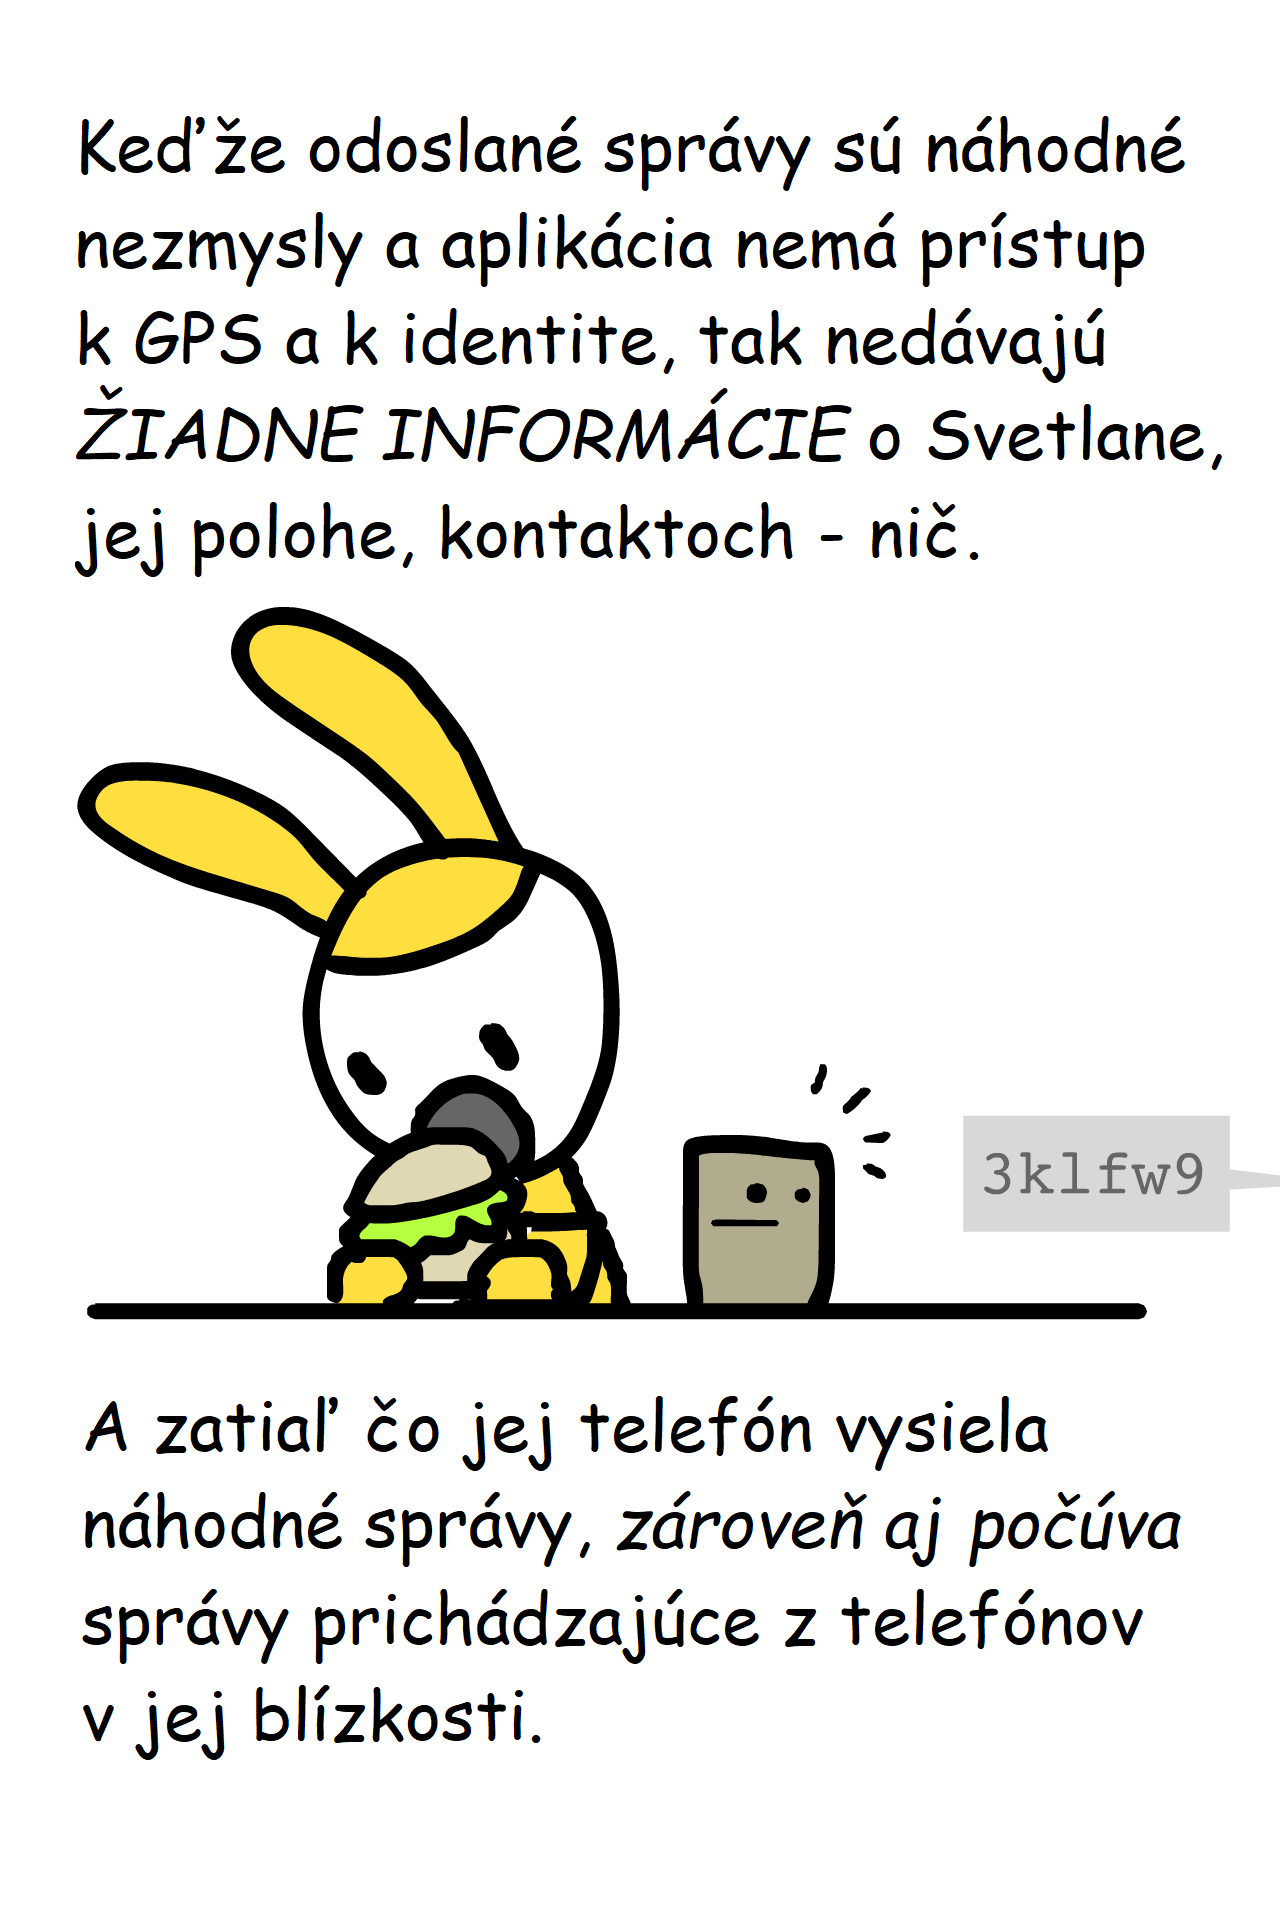 Keďže odoslané správy sú náhodné
nezmysly a aplikácia nemá prístup
k GPS a k identite, tak nedávajú
ŽIADNE INFORMÁCIE o Svetlane,
jej polohe, kontaktoch - nič.
3klfw9
A zatiaľ čo jej telefón vysiela
náhodné správy, zároveň aj počúva
správy prichádzajúce z telefónov
v jej blízkosti.